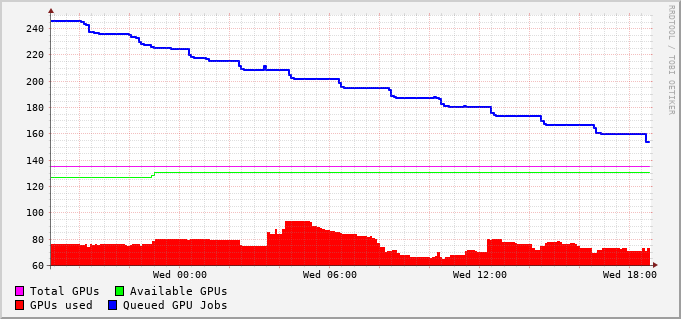 240
220
200
180
160
140
120
100
80
60
Wed 00:00 Wed 06:00 Wed 12:00 Wed 18:00
Total GPUs Available GPUs
GPUs used Queued GPU Jobs
RRDTOOL / TOBI OETIKER